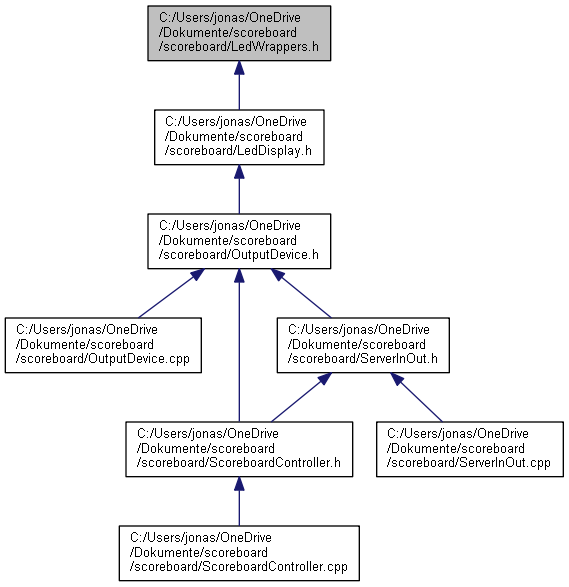 C:/Users/jonas/OneDrive
/Dokumente/scoreboard
/scoreboard/LedWrappers.h
C:/Users/jonas/OneDrive
/Dokumente/scoreboard
/scoreboard/LedDisplay.h
C:/Users/jonas/OneDrive
/Dokumente/scoreboard
/scoreboard/OutputDevice.h
C:/Users/jonas/OneDrive
/Dokumente/scoreboard
/scoreboard/OutputDevice.cpp
C:/Users/jonas/OneDrive
/Dokumente/scoreboard
/scoreboard/ServerInOut.h
C:/Users/jonas/OneDrive
/Dokumente/scoreboard
/scoreboard/ScoreboardController.h
C:/Users/jonas/OneDrive
/Dokumente/scoreboard
/scoreboard/ServerInOut.cpp
C:/Users/jonas/OneDrive
/Dokumente/scoreboard
/scoreboard/ScoreboardController.cpp